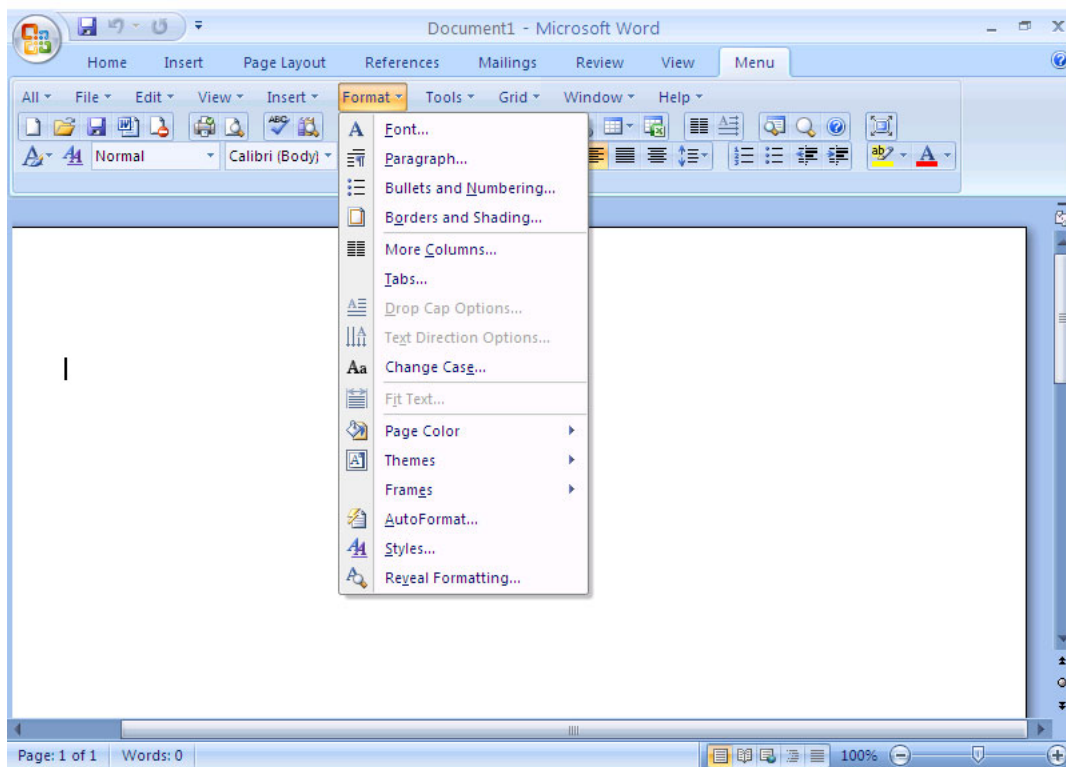 Document1 - Microsoft Word
Home Insert Page Layout References Mailings Review View Menu
All File Edit View Insert Format Tools Grid Window Help
ABC
Normal Calibri (Body)
Font...
Paragraph...
Bullets and Numbering...
Borders and Shading...
More Columns...
Tabs...
Drop Cap Options...
Text Direction Options...
Aa Change Case...
Fit Text...
Page Color
Themes
Frames
AutoFormat...
Styles...
Reveal Formatting...
Page: 1 of 1 Words: 0 100%